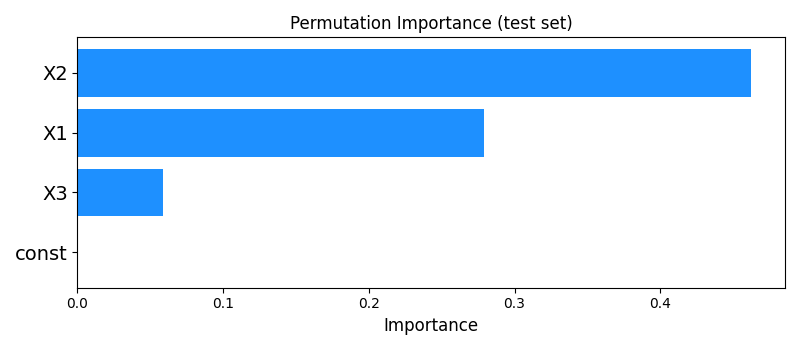 Permutation Importance (test set)
X2
X1
X3
const
0.0 0.1 0.2 0.3 0.4
Importance